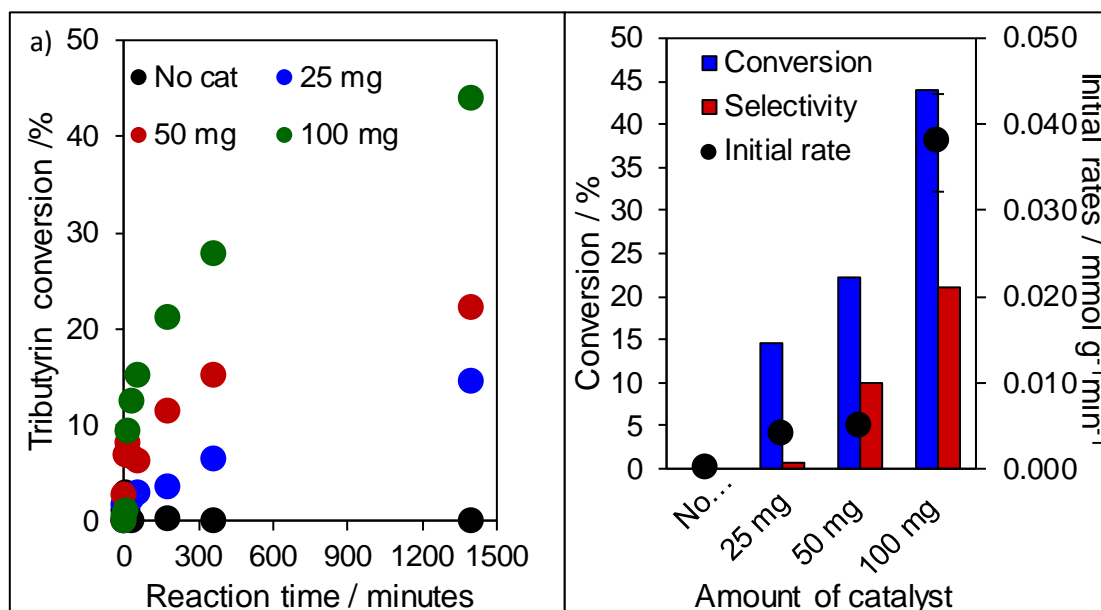 a)
50
40
30
20
10
0
Tributyrin conversion /%
No cat
25 mg
50 mg
100 mg
0 300 600 900 1200 1500
Reaction time / minutes
50
45
40
35
30
25
20
15
10
5
0
Conversion / %
Conversion
Selectivity
Initial rate
0.050
0.040
0.030
0.020
0.010
0.000
Initial rates / mmol g⁻¹min⁻¹
No…
25 mg
50 mg
100 mg
Amount of catalyst